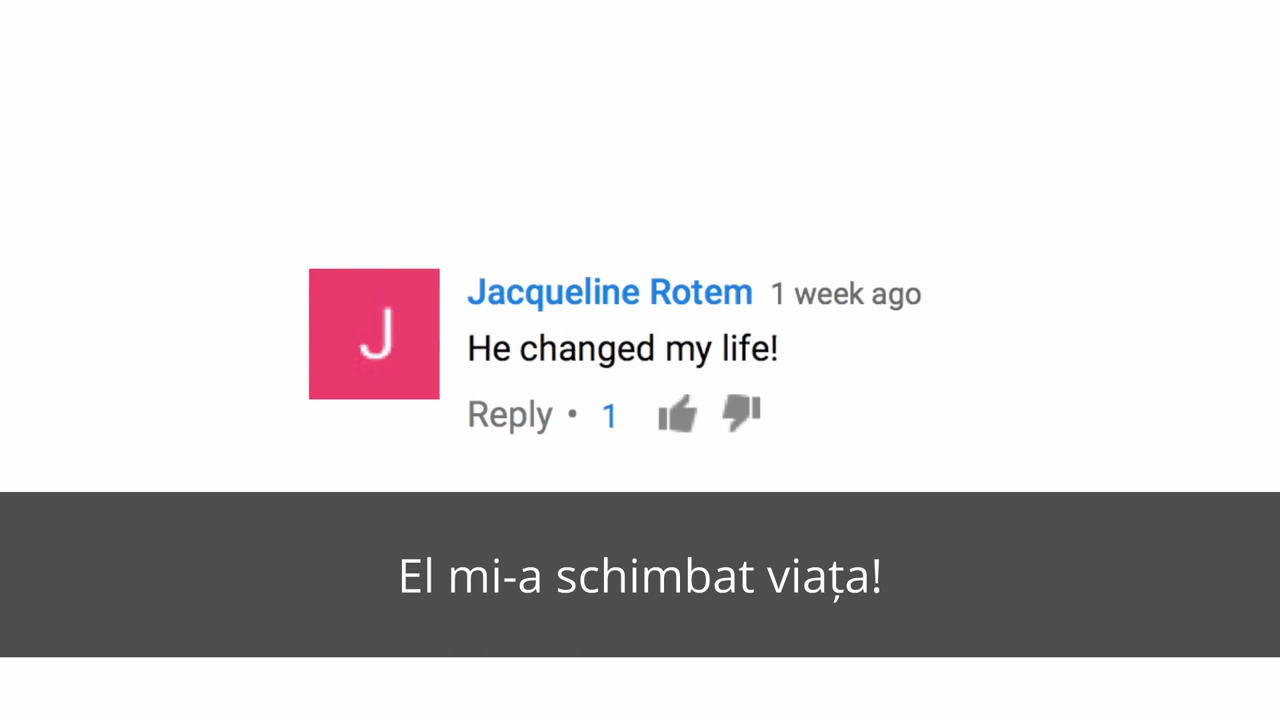 J
Jacqueline Rotem 1 week ago
He changed my life!
Reply • 1
El mi-a schimbat viața!